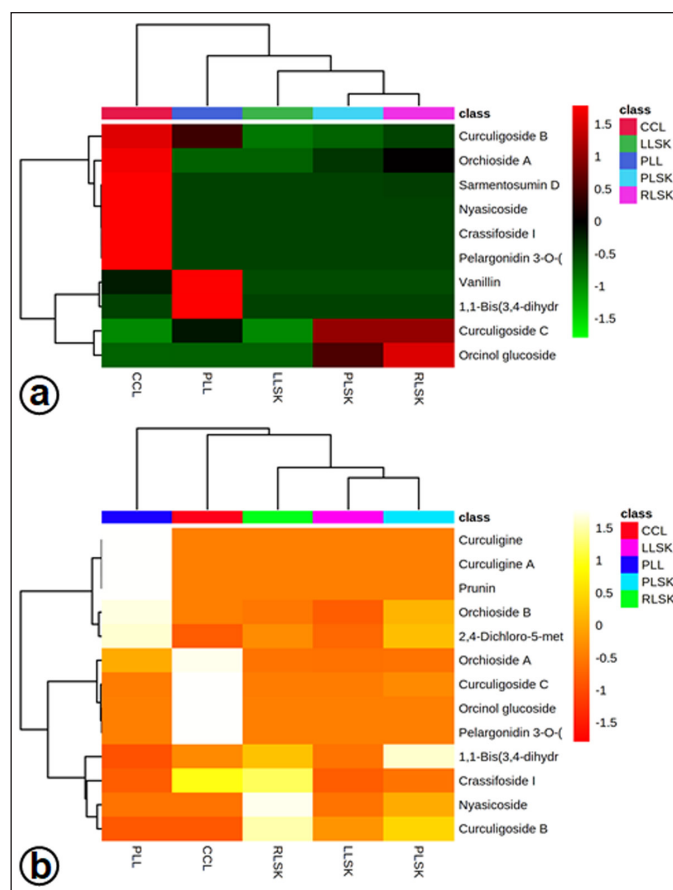 class
1.5
1
0.5
0
-0.5
-1
-1.5
class
CCL
LLSK
PLL
PLSK
RLSK
Curculigoside B
Orchioside A
Sarmentosumin D
Nyasicoside
Crassifoside I
Pelargonidin 3-O-(
Vanillin
1,1-Bis(3,4-dihydr
Curculigoside C
Orcinol glucoside
CCL
PLL
LLSK
PLSK
RLSK
a
class
1.5
1
0.5
0
-0.5
-1
-1.5
class
CCL
LLSK
PLL
PLSK
RLSK
Curculigine
Curculigine A
Prunin
Orchioside B
2,4-Dichloro-5-met
Orchioside A
Curculigoside C
Orcinol glucoside
Pelargonidin 3-O-(
1,1-Bis(3,4-dihydr
Crassifoside I
Nyasicoside
Curculigoside B
PLL
CCL
RLSK
LLSK
PLSK
b